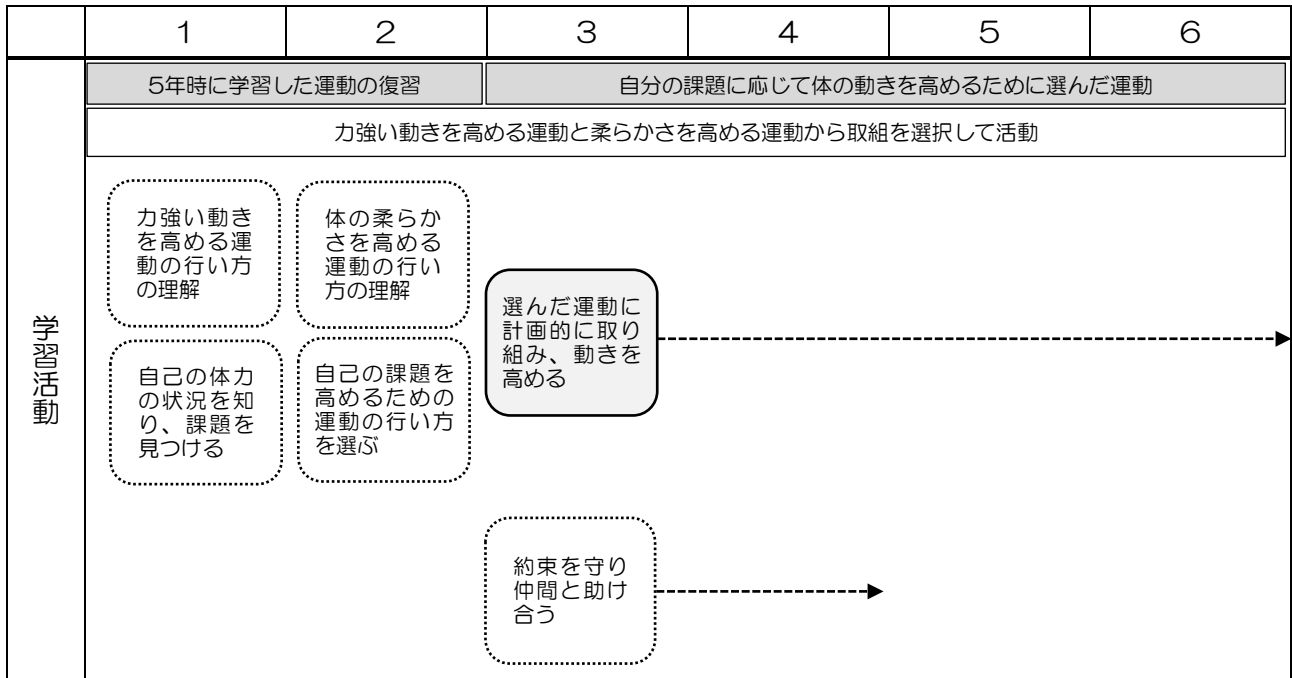 1 2 3 4 5 6
5年時に学習した運動の復習
自分の課題に応じて体の動きを高めるために選んだ運動
力強い動きを高める運動と柔らかさを高める運動から取組を選択して活動
学習活動
力強い動き
を高める運
動の行い方
の理解
体の柔らか
さを高める
運動の行い
方の理解
自己の体力
の状況を知
り、課題を
見つける
自己の課題を
高めるための
運動の行い方
を選ぶ
選んだ運動に
計画的に取り
組み、動きを
高める
約束を守り
仲間と助け
合う